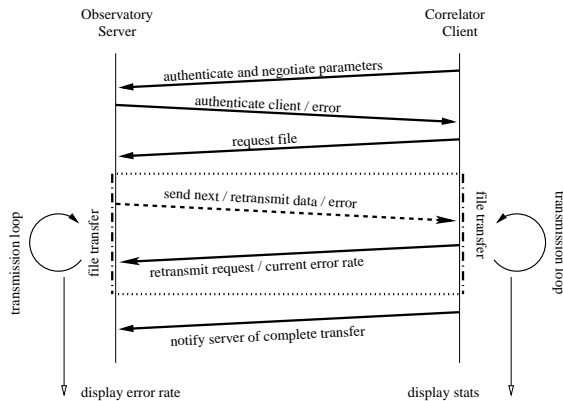 Observatory
Server
Correlator
Client
authenticate and negotiate parameters
authenticate client / error
request file
send next / retransmit data / error
retransmit request / current error rate
transmission loop
file transfer
file transfer
transmission loop
notify server of complete transfer
display error rate
display stats